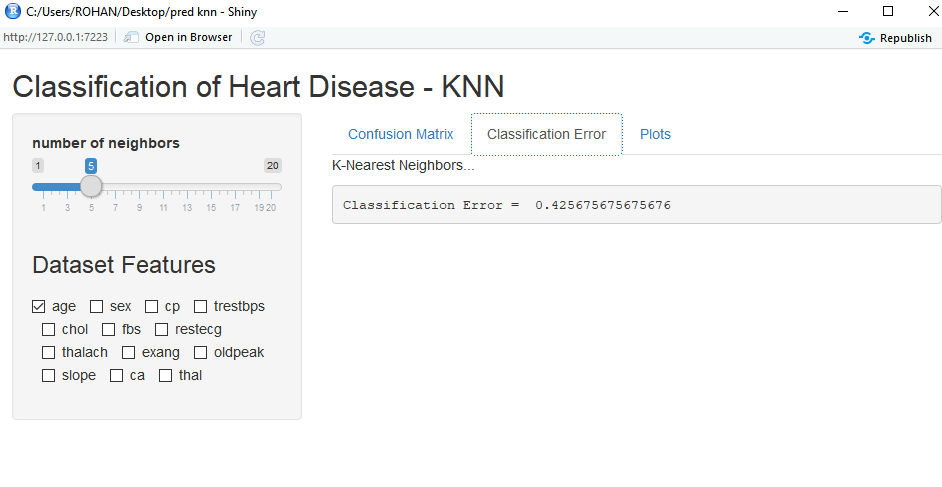 C:/Users/ROHAN/Desktop/pred knn - Shiny
http://127.0.0.1:7223 Open in Browser Republish
Classification of Heart Disease - KNN
number of neighbors
1 5 20
1 3 5 7 9 11 13 15 17 19 20
Dataset Features
age sex cp trestbps
chol fbs restecg
thalach exang oldpeak
slope ca thal
Confusion Matrix Classification Error Plots
K-Nearest Neighbors...
Classification Error =  0.425675675675676